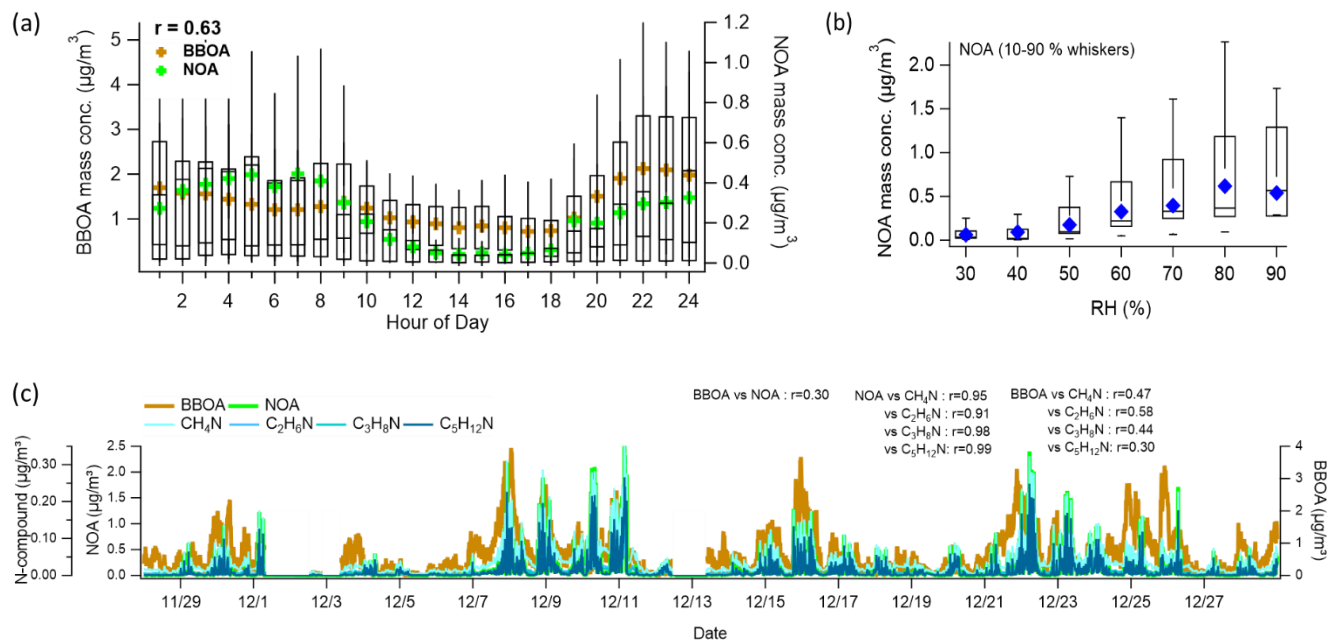 (a)
r = 0.63
BBOA
NOA
BBOA mass conc. (µg/m³)
5
4
3
2
1
NOA mass conc. (µg/m³)
1.2
1.0
0.8
0.6
0.4
0.2
0.0
2 4 6 8 10 12 14 16 18 20 22 24
Hour of Day
(b)
NOA (10-90 % whiskers)
NOA mass conc. (µg/m³)
2.0
1.5
1.0
0.5
0.0
30 40 50 60 70 80 90
RH (%)
(c)
BBOA NOA
CH₄N C₂H₆N C₃H₈N C₅H₁₂N
BBOA vs NOA : r=0.30
NOA vs CH₄N : r=0.95
vs C₂H₆N : r=0.91
vs C₃H₈N : r=0.98
vs C₅H₁₂N: r=0.99
BBOA vs CH₄N : r=0.47
vs C₂H₆N : r=0.58
vs C₃H₈N : r=0.44
vs C₅H₁₂N: r=0.30
N-compound (µg/m³)
0.30
0.20
0.10
0.00
NOA (µg/m³)
2.5
2.0
1.5
1.0
0.5
0.0
BBOA (µg/m³)
4
3
2
1
0
11/29 12/1 12/3 12/5 12/7 12/9 12/11 12/13 12/15 12/17 12/19 12/21 12/23 12/25 12/27
Date